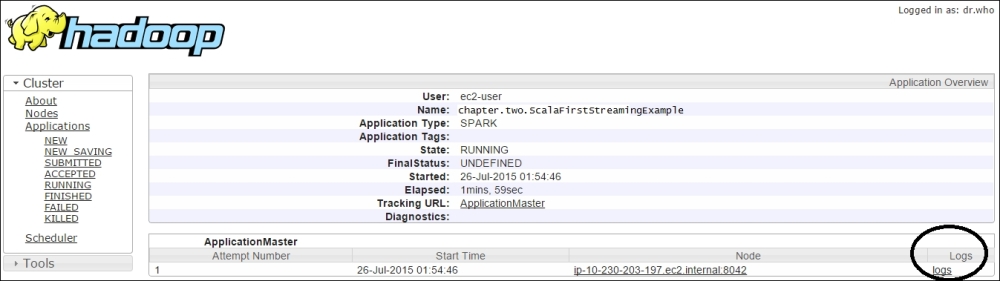 Logged in as: dr.who
hadoop
Cluster
About
Nodes
Applications
NEW
NEW_SAVING
SUBMITTED
ACCEPTED
RUNNING
FINISHED
FAILED
KILLED
Scheduler
Tools
Application Overview
User: ec2-user
Name: chapter.two.ScalaFirstStreamingExample
Application Type: SPARK
Application Tags:
State: RUNNING
FinalStatus: UNDEFINED
Started: 26-Jul-2015 01:54:46
Elapsed: 1mins, 59sec
Tracking URL: ApplicationMaster
Diagnostics:
ApplicationMaster
Attempt Number Start Time Node Logs
1 26-Jul-2015 01:54:46 ip-10-230-203-197.ec2.internal:8042 logs